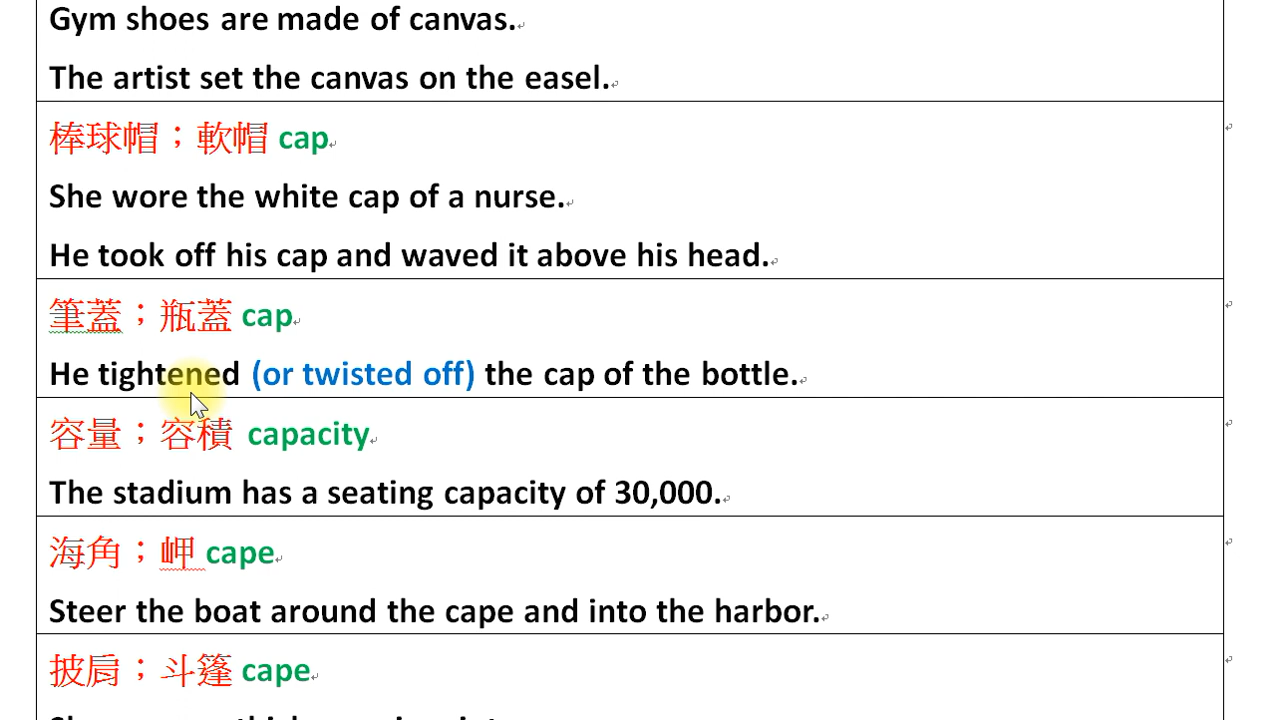 Gym shoes are made of canvas.
The artist set the canvas on the easel.
棒球帽；軟帽 cap
She wore the white cap of a nurse.
He took off his cap and waved it above his head.
筆蓋；瓶蓋 cap
He tightened (or twisted off) the cap of the bottle.
容量；容積 capacity
The stadium has a seating capacity of 30,000.
海角；岬 cape
Steer the boat around the cape and into the harbor.
披肩；斗篷 cape